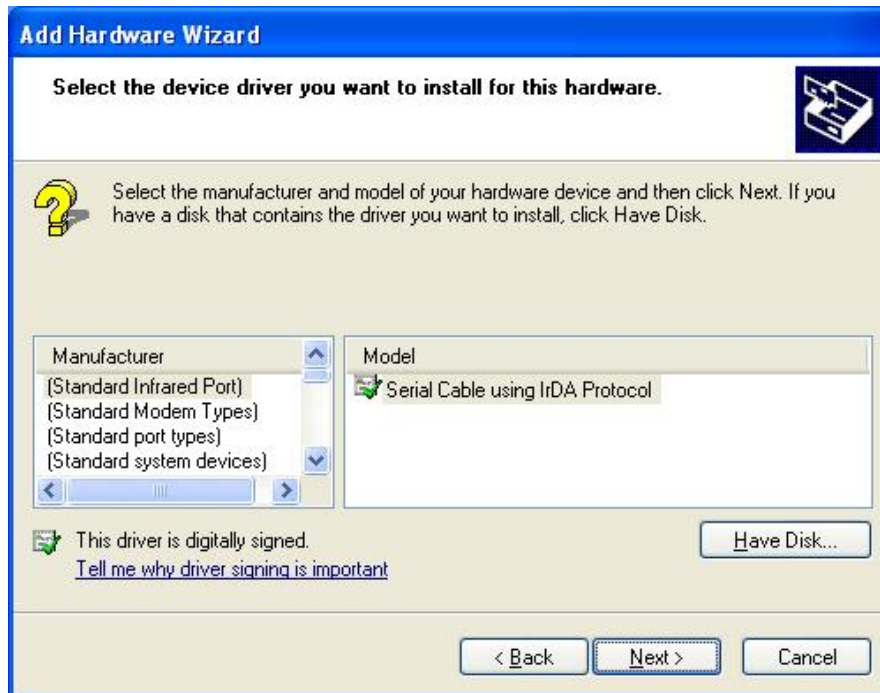 Add Hardware Wizard
Select the device driver you want to install for this hardware.
Select the manufacturer and model of your hardware device and then click Next. If you
have a disk that contains the driver you want to install, click Have Disk.
Manufacturer
(Standard Infrared Port)
(Standard Modem Types)
(Standard port types)
(Standard system devices)
Model
Serial Cable using IrDA Protocol
This driver is digitally signed.
Tell me why driver signing is important
Have Disk...
< Back
Next >
Cancel